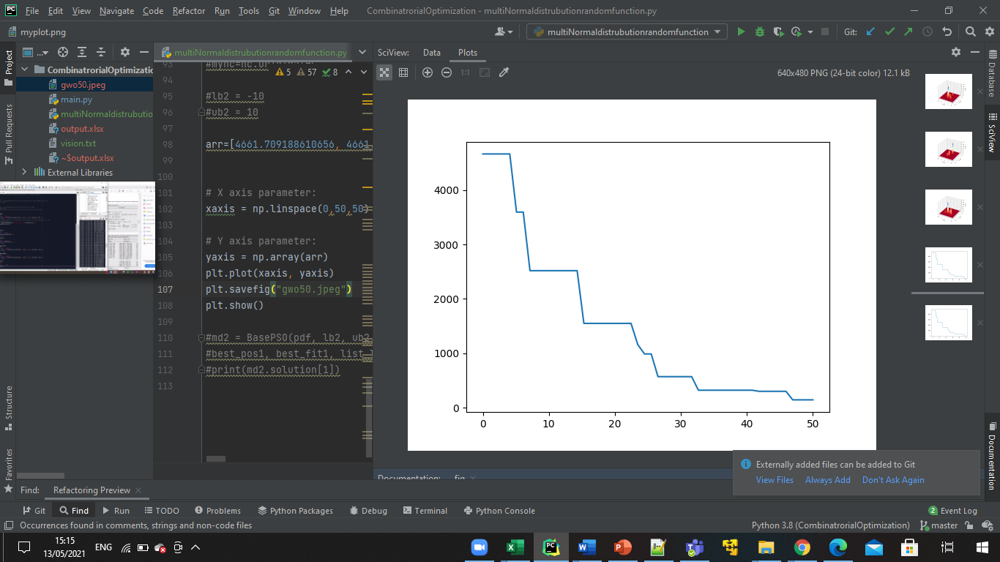 File Edit View Navigate Code Refactor Run Tools Git Window Help CombinatrorialOptimization - multiNormaldistrubutionrandomfunction.py
myplot.png
multiNormaldistrubutionrandomfunction
Git:
Project
multiNormaldistrubutionrandomfunction.py
SciView: Data Plots
CombinatrorialOptimizatio
gwo50.jpeg
main.py
multiNormaldistrubutio
output.xlsx
vision.txt
~$output.xlsx
External Libraries
Pull Requests
Structure
Favorites
5 57 8
93
94
95 #lb2 = -10
96 #ub2 = 10
97
98 arr=[4661.709188610656, 4661.
99
100
101 # X axis parameter:
102 xaxis = np.linspace(0,50,50)
103
104 # Y axis parameter:
105 yaxis = np.array(arr)
106 plt.plot(xaxis, yaxis)
107 plt.savefig("gwo50.jpeg")
108 plt.show()
109
110 #md2 = BasePSO(pdf, lb2, ub2
111 #best_pos1, best_fit1, list_
112 #print(md2.solution[1])
113
1:1
640x480 PNG (24-bit color) 12.1 kB
4000
3000
2000
1000
0
0 10 20 30 40 50
Database
SciView
Documentation
Documentation: fig
Externally added files can be added to Git
View Files Always Add Don't Ask Again
Find: Refactoring Preview
Git Find Run TODO Problems Python Packages Debug Terminal Python Console 2 Event Log
Occurrences found in comments, strings and non-code files Python 3.8 (CombinatrorialOptimization) master
15:15
13/05/2021
ENG